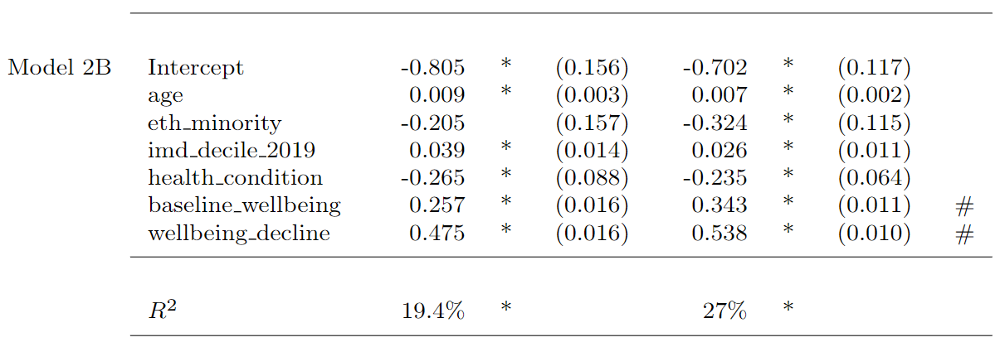 Model 2B Intercept -0.805 * (0.156) -0.702 * (0.117)
age 0.009 * (0.003) 0.007 * (0.002)
eth_minority -0.205 (0.157) -0.324 * (0.115)
imd_decile_2019 0.039 * (0.014) 0.026 * (0.011)
health_condition -0.265 * (0.088) -0.235 * (0.064)
baseline_wellbeing 0.257 * (0.016) 0.343 * (0.011) #
wellbeing_decline 0.475 * (0.016) 0.538 * (0.010) #
R² 19.4% * 27% *